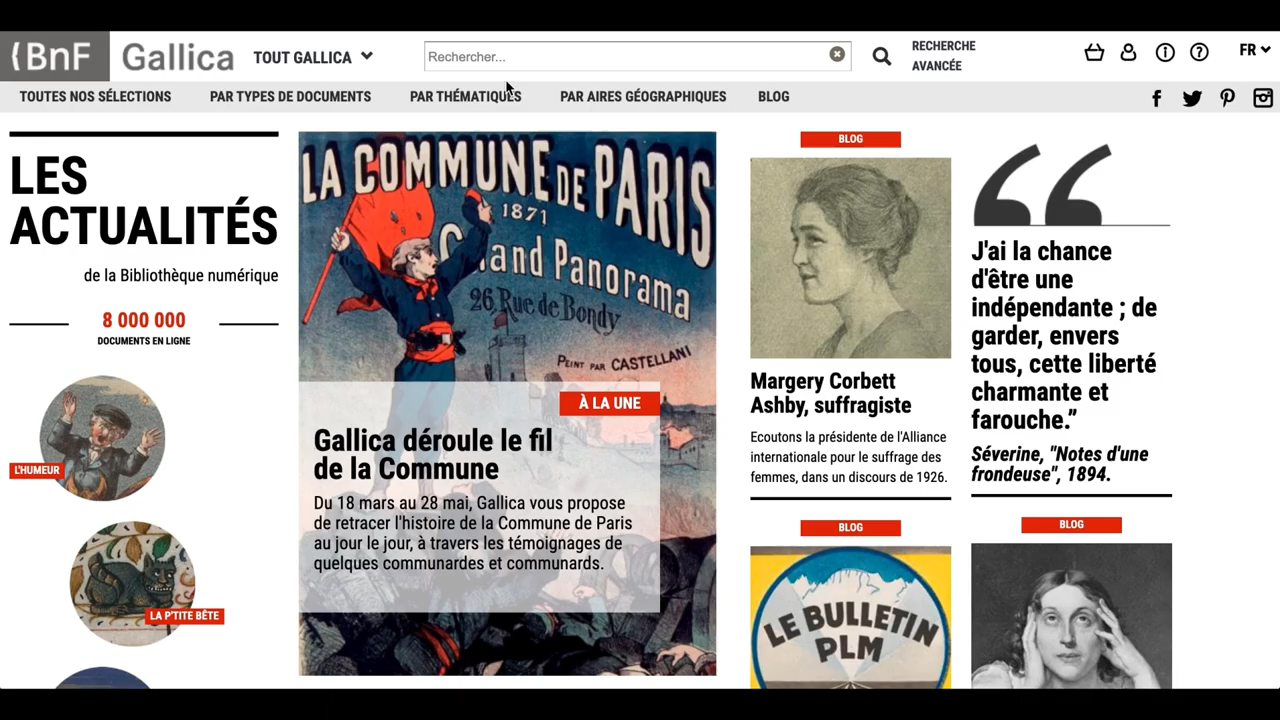 BnF
Gallica
TOUT GALLICA
Rechercher...
RECHERCHE
AVANCÉE
FR
TOUTES NOS SÉLECTIONS
PAR TYPES DE DOCUMENTS
PAR THÉMATIQUES
PAR AIRES GÉOGRAPHIQUES
BLOG
LES
ACTUALITÉS
de la Bibliothèque numérique
8 000 000
DOCUMENTS EN LIGNE
L'HUMEUR
LA P'TITE BÊTE
LA COMMUNE DE PARIS
1871
Grand Panorama
26, Rue de Bondy
PEINT PAR CASTELLANI
À LA UNE
Gallica déroule le fil
de la Commune
Du 18 mars au 28 mai, Gallica vous propose
de retracer l'histoire de la Commune de Paris
au jour le jour, à travers les témoignages de
quelques communardes et communards.
BLOG
Margery Corbett
Ashby, suffragiste
Ecoutons la présidente de l'Alliance
internationale pour le suffrage des
femmes, dans un discours de 1926.
BLOG
LE BULLETIN
PLM
“
J'ai la chance
d'être une
indépendante ; de
garder, envers
tous, cette liberté
charmante et
farouche.”
Séverine, "Notes d'une
frondeuse", 1894.
BLOG